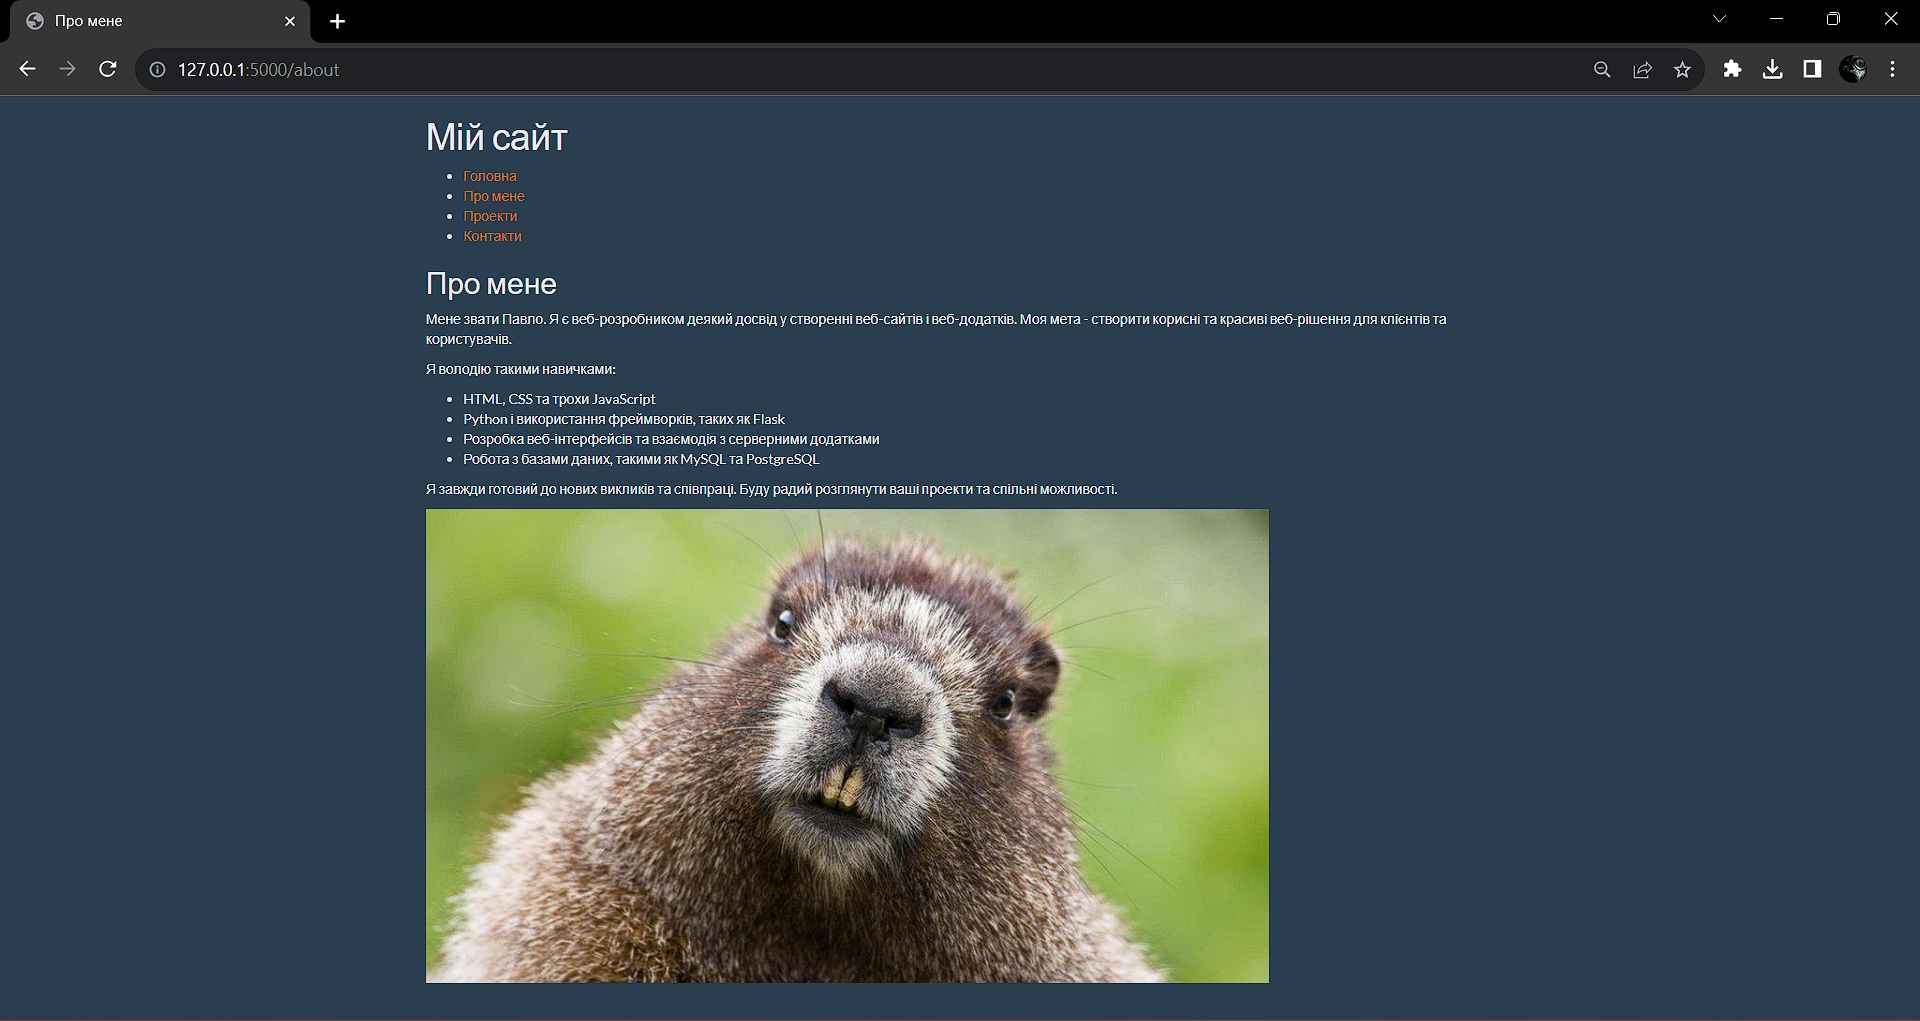 Про мене
127.0.0.1:5000/about
Мій сайт
Головна
Про мене
Проекти
Контакти
Про мене
Мене звати Павло. Я є веб-розробником деякий досвід у створенні веб-сайтів і веб-додатків. Моя мета - створити корисні та красиві веб-рішення для клієнтів та
користувачів.
Я володію такими навичками:
HTML, CSS та трохи JavaScript
Python і використання фреймворків, таких як Flask
Розробка веб-інтерфейсів та взаємодія з серверними додатками
Робота з базами даних, такими як MySQL та PostgreSQL
Я завжди готовий до нових викликів та співпраці. Буду радий розглянути ваші проекти та спільні можливості.